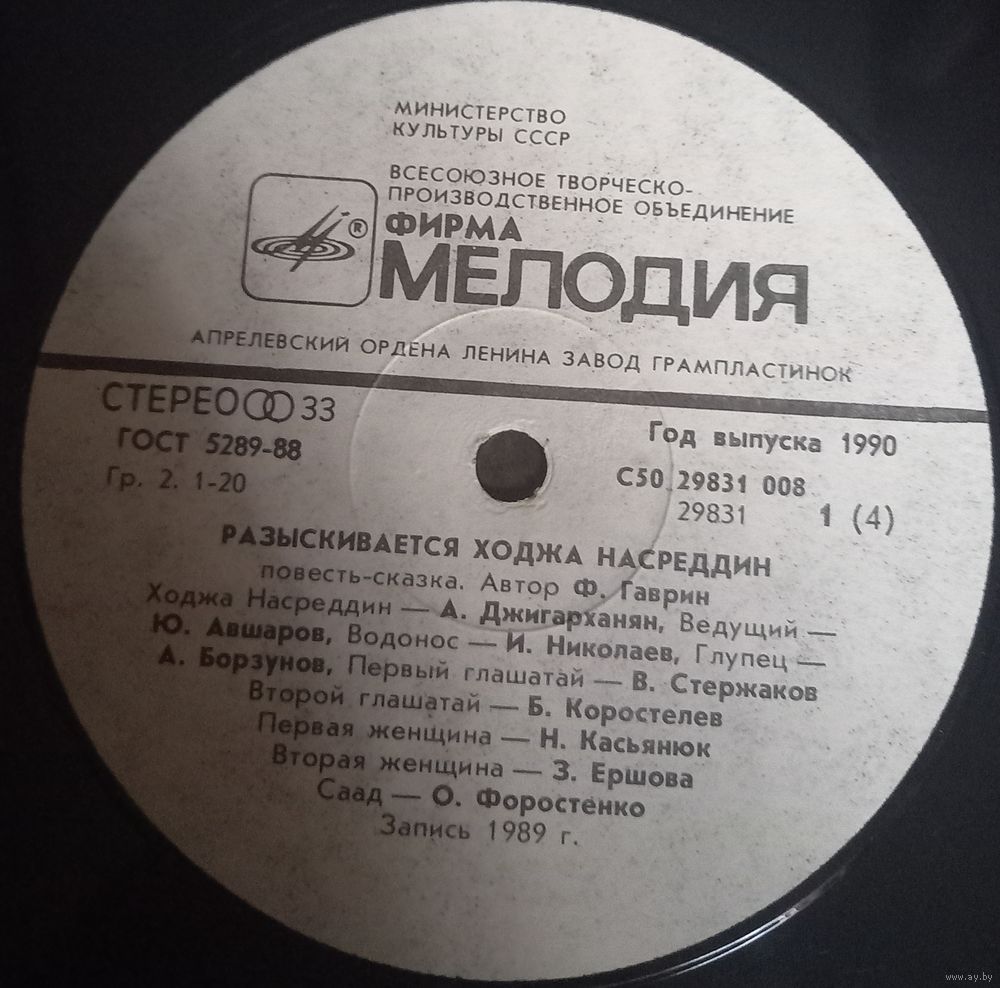 МИНИСТЕРСТВО
КУЛЬТУРЫ СССР
ВСЕСОЮЗНОЕ ТВОРЧЕСКО-
ПРОИЗВОДСТВЕННОЕ ОБЪЕДИНЕНИЕ
ФИРМА
®
МЕЛОДИЯ
АПРЕЛЕВСКИЙ ОРДЕНА ЛЕНИНА ЗАВОД ГРАМПЛАСТИНОК
СТЕРЕО 33
ГОСТ 5289-88
Гр. 2. 1-20
Год выпуска 1990
С50 29831 008
29831 1 (4)
РАЗЫСКИВАЕТСЯ ХОДЖА НАСРЕДДИН
повесть-сказка. Автор Ф. Гаврин
Ходжа Насреддин — А. Джигарханян, Ведущий —
Ю. Авшаров, Водонос — И. Николаев, Глупец —
А. Борзунов, Первый глашатай — В. Стержаков
Второй глашатай — Б. Коростелев
Первая женщина — Н. Касьянюк
Вторая женщина — З. Ершова
Саад — О. Форостенко
Запись 1989 г.
www.ay.by